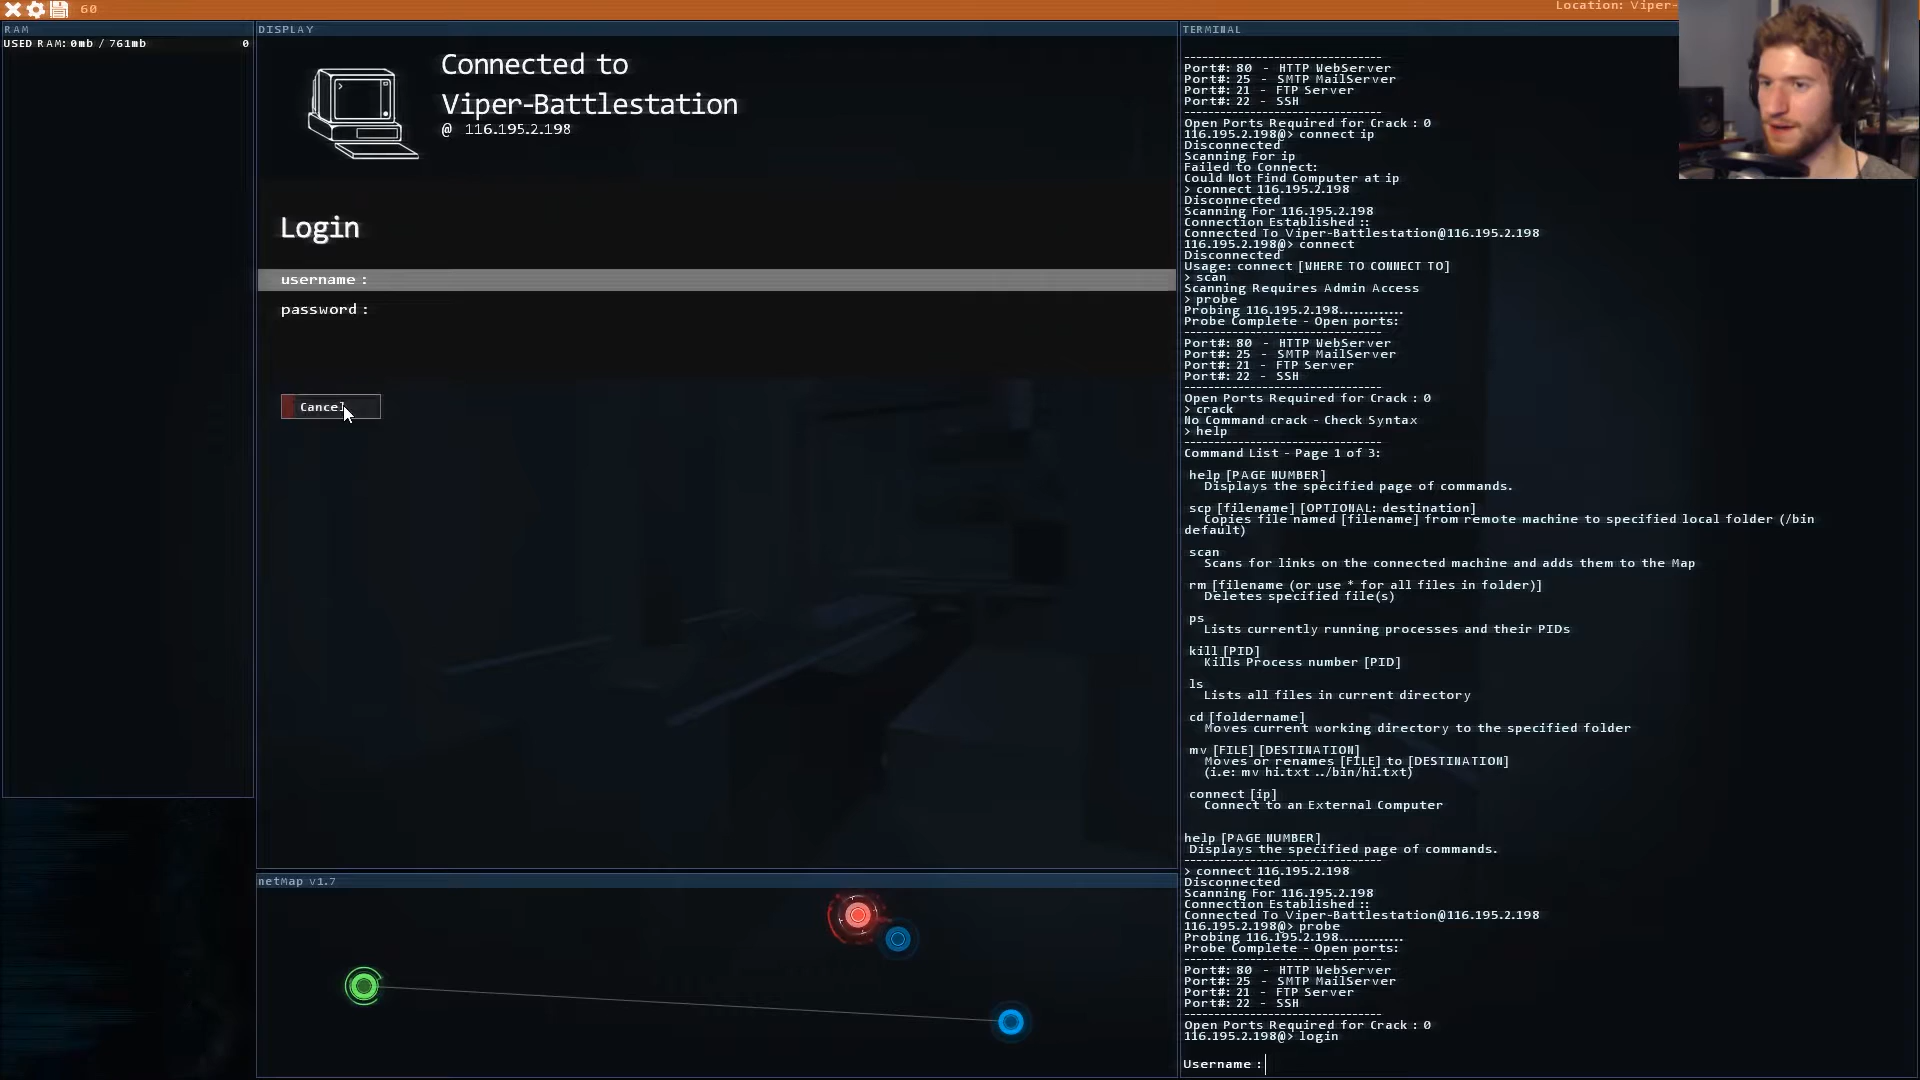 60
Location: Viper-
RAM
USED RAM: 0mb / 761mb 0
DISPLAY
Connected to
Viper-Battlestation
@ 116.195.2.198
Login
username :
password :
Cancel
netMap v1.7
TERMINAL
--------------------------------
Port#: 80 - HTTP WebServer
Port#: 25 - SMTP MailServer
Port#: 21 - FTP Server
Port#: 22 - SSH
--------------------------------
Open Ports Required for Crack : 0
116.195.2.198@> connect ip
Disconnected
Scanning For ip
Failed to Connect:
Could Not Find Computer at ip
> connect 116.195.2.198
Disconnected
Scanning For 116.195.2.198
Connection Established ::
Connected To Viper-Battlestation@116.195.2.198
116.195.2.198@> connect
Disconnected
Usage: connect [WHERE TO CONNECT TO]
> scan
Scanning Requires Admin Access
> probe
Probing 116.195.2.198.............
Probe Complete - Open ports:
--------------------------------
Port#: 80 - HTTP WebServer
Port#: 25 - SMTP MailServer
Port#: 21 - FTP Server
Port#: 22 - SSH
--------------------------------
Open Ports Required for Crack : 0
> crack
No Command crack - Check Syntax
> help
--------------------------------
Command List - Page 1 of 3:
help [PAGE NUMBER]
Displays the specified page of commands.
scp [filename] [OPTIONAL: destination]
Copies file named [filename] from remote machine to specified local folder (/bin
default)
scan
Scans for links on the connected machine and adds them to the Map
rm [filename (or use * for all files in folder)]
Deletes specified file(s)
ps
Lists currently running processes and their PIDs
kill [PID]
Kills Process number [PID]
ls
Lists all files in current directory
cd [foldername]
Moves current working directory to the specified folder
mv [FILE] [DESTINATION]
Moves or renames [FILE] to [DESTINATION]
(i.e: mv hi.txt ../bin/hi.txt)
connect [ip]
Connect to an External Computer
help [PAGE NUMBER]
Displays the specified page of commands.
--------------------------------
> connect 116.195.2.198
Disconnected
Scanning For 116.195.2.198
Connection Established ::
Connected To Viper-Battlestation@116.195.2.198
116.195.2.198@> probe
Probing 116.195.2.198.............
Probe Complete - Open ports:
--------------------------------
Port#: 80 - HTTP WebServer
Port#: 25 - SMTP MailServer
Port#: 21 - FTP Server
Port#: 22 - SSH
--------------------------------
Open Ports Required for Crack : 0
116.195.2.198@> login
Username :